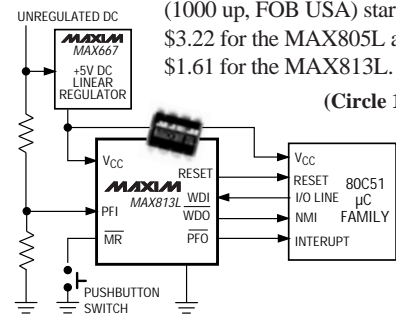 (1000 up, FOB USA) star
$3.22 for the MAX805L a
$1.61 for the MAX813L.
(Circle 1
UNREGULATED DC
MAXIM
MAX667
+5V DC
LINEAR
REGULATOR
VCC
RESET
MAXIM
MAX813L
WDI
WDO
PFI
MR
PFO
PUSHBUTTON
SWITCH
VCC
RESET
I/O LINE
NMI
INTERUPT
80C51
µC
FAMILY